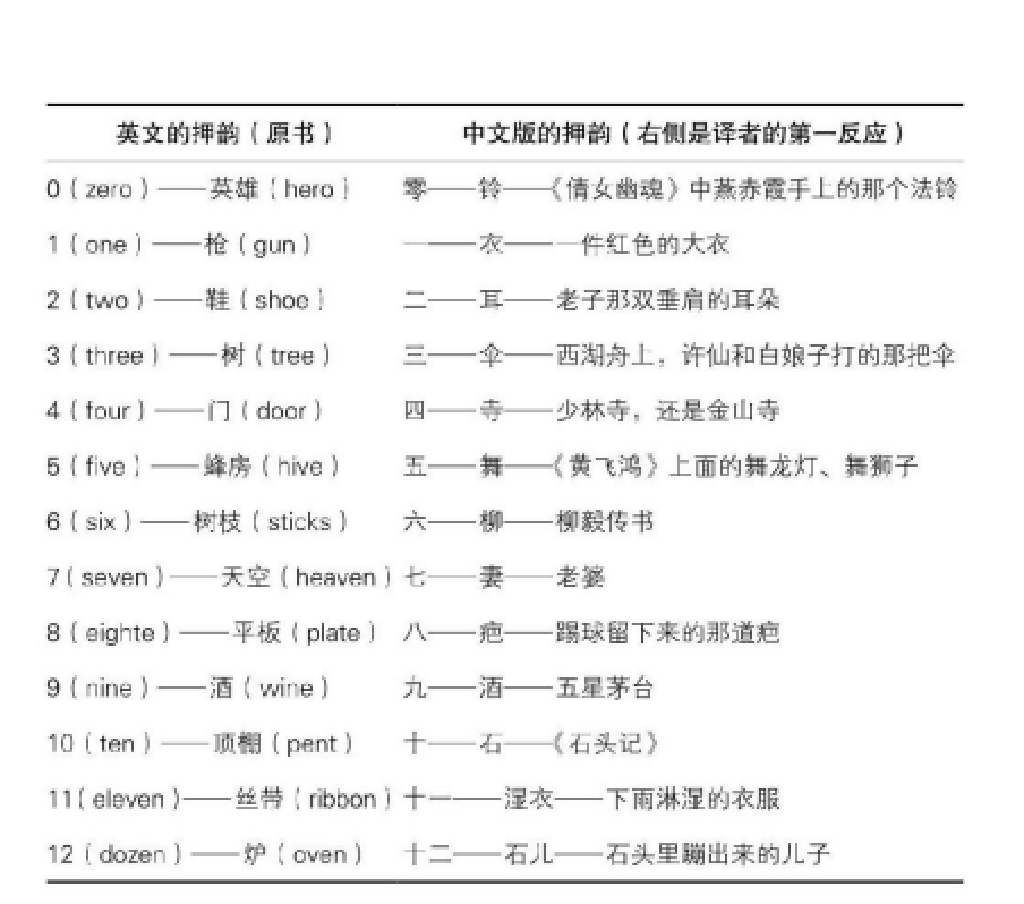 英文的押韵（原书） 中文版的押韵（右侧是译者的第一反应）
0（zero）——英雄（hero） 零——铃——《倩女幽魂》中燕赤霞手上的那个法铃
1（one）——枪（gun） 一——衣——一件红色的大衣
2（two）——鞋（shoe） 二——耳——老子那双垂肩的耳朵
3（three）——树（tree） 三——伞——西湖舟上，许仙和白娘子打的那把伞
4（four）——门（door） 四——寺——少林寺，还是金山寺
5（five）——蜂房（hive） 五——舞——《黄飞鸿》上面的舞龙灯、舞狮子
6（six）——树枝（sticks） 六——柳——柳毅传书
7（seven）——天空（heaven） 七——妻——老婆
8（eighte）——平板（plate） 八——疤——踢球留下来的那道疤
9（nine）——酒（wine） 九——酒——五星茅台
10（ten）——顶棚（pent） 十——石——《石头记》
11（eleven）——丝带（ribbon） 十一——湿衣——下雨淋湿的衣服
12（dozen）——炉（oven） 十二——石儿——石头里蹦出来的儿子